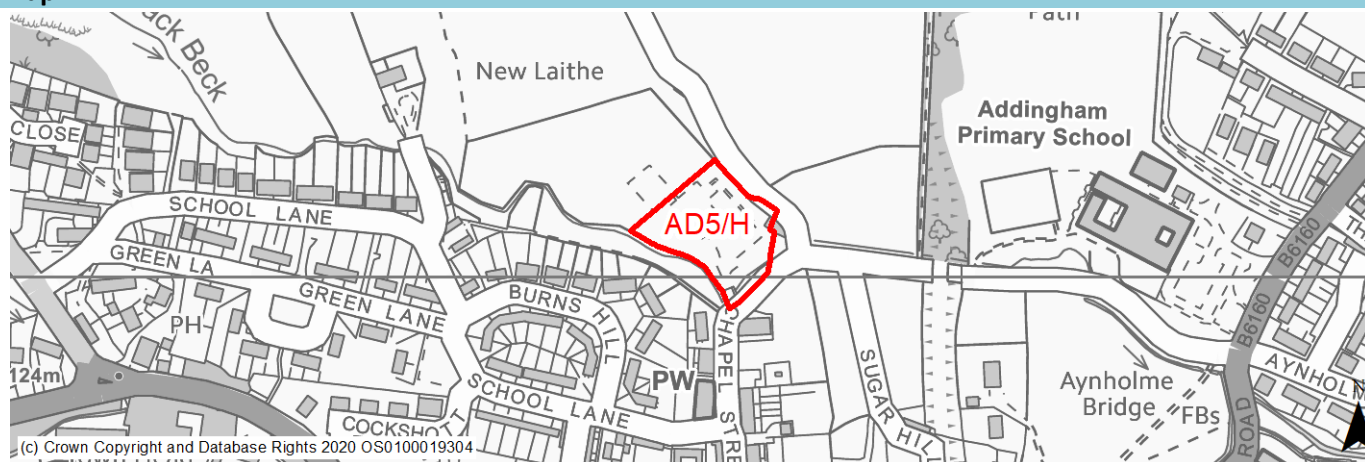 ack Beck
Path
New Laithe
Addingham
Primary School
CLOSE
SCHOOL LANE
AD5/H
B6160
GREEN LA
GREEN LANE
BURNS HILL
B6160
PH
124m
SCHOOL LANE
PW
CHAPEL STRE
SUGAR HILL
Aynholme
Bridge
FBs
ROAD
AYNHOLM
COCKSHOTT
N
(c) Crown Copyright and Database Rights 2020 OS0100019304